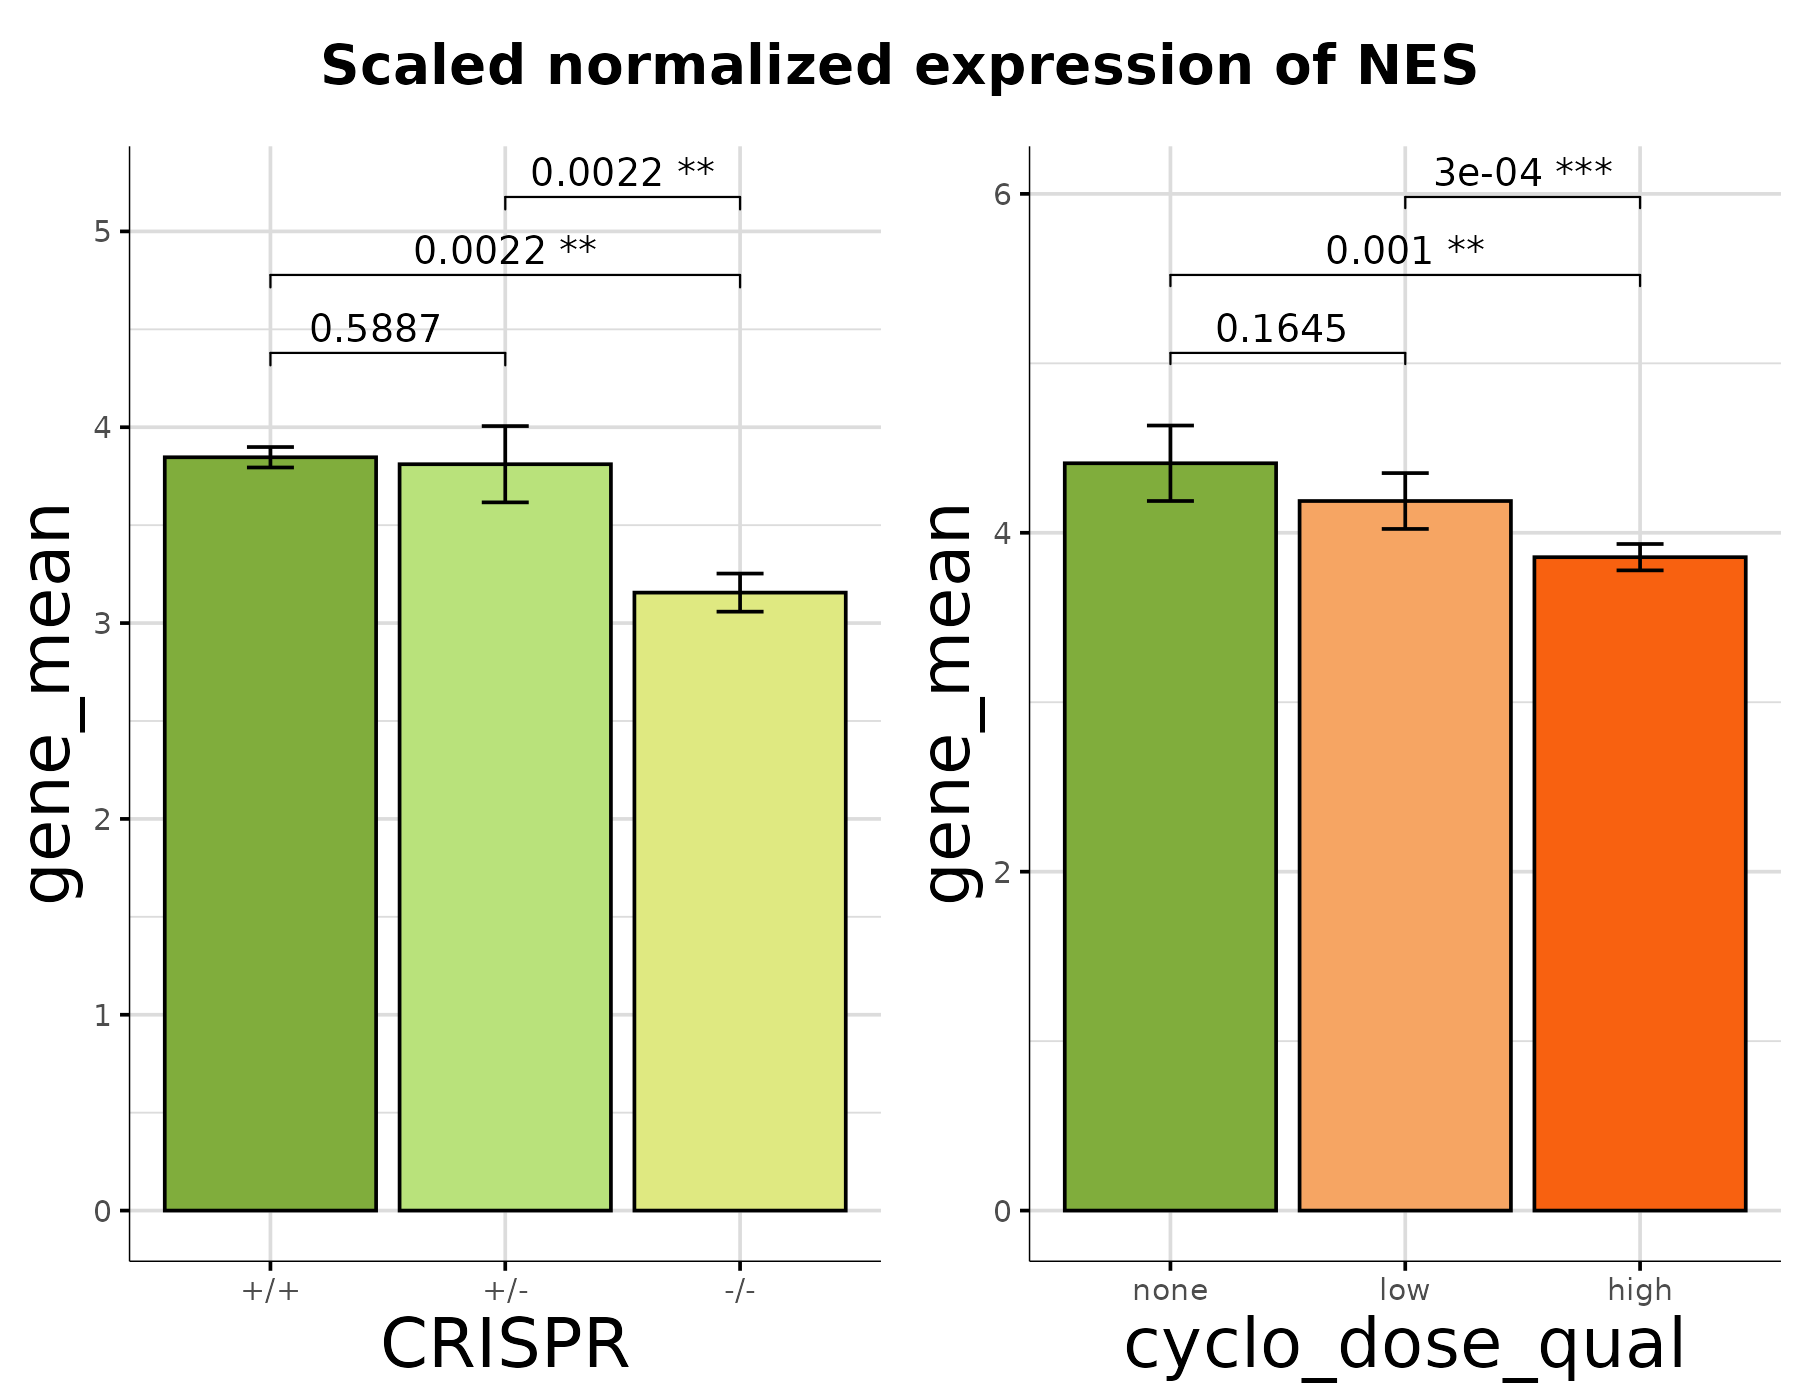 Scaled normalized expression of NES
0.0022 **
0.0022 **
0.5887
5
4
3
2
1
0
gene_mean
+/+
+/-
-/-
CRISPR
3e-04 ***
0.001 **
0.1645
6
4
2
0
gene_mean
none
low
high
cyclo_dose_qual